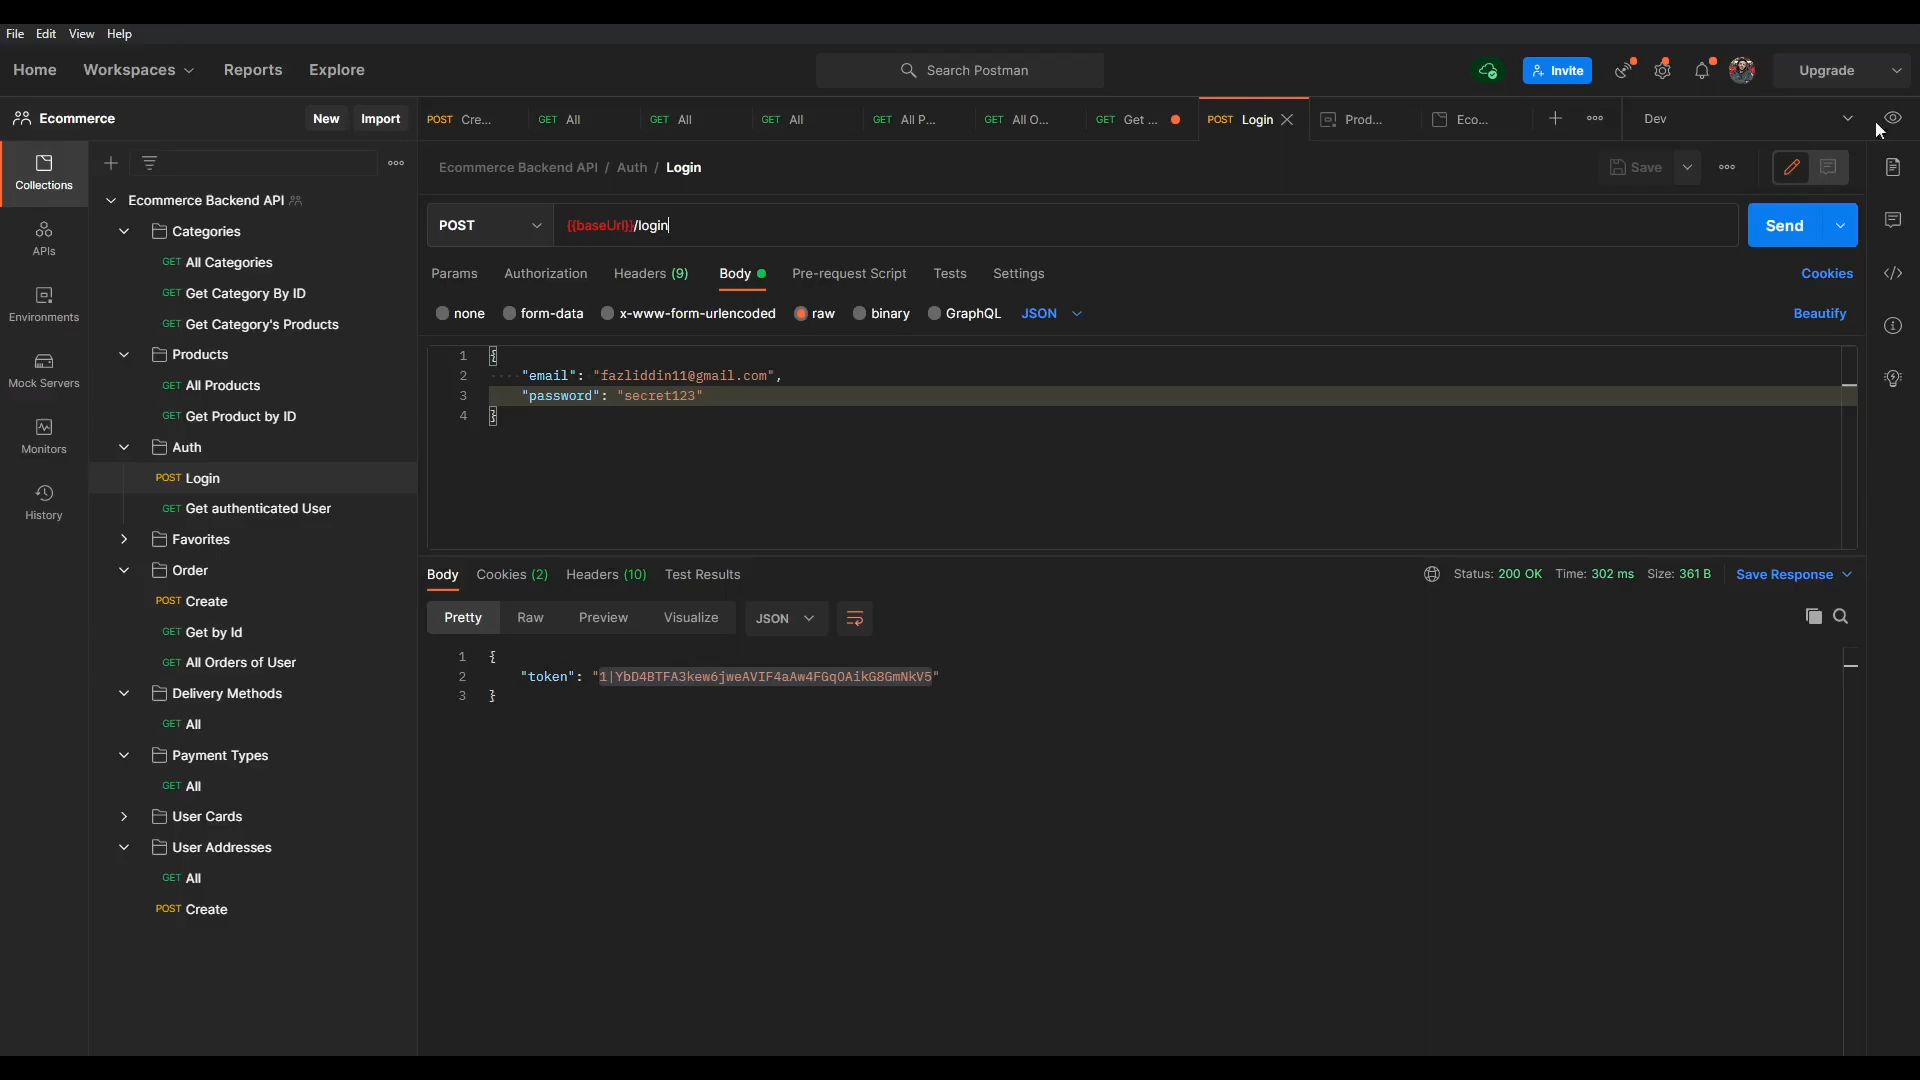 File Edit View Help
Home Workspaces Reports Explore
Search Postman
Invite
Upgrade
Ecommerce
New
Import
POST Cre...
GET All
GET All
GET All
GET All P...
GET All O...
GET Get ...
POST Login
Prod...
Eco...
Dev
Collections
APIs
Environments
Mock Servers
Monitors
History
Ecommerce Backend API
Categories
GET All Categories
GET Get Category By ID
GET Get Category's Products
Products
GET All Products
GET Get Product by ID
Auth
POST Login
GET Get authenticated User
Favorites
Order
POST Create
GET Get by Id
GET All Orders of User
Delivery Methods
GET All
Payment Types
GET All
User Cards
User Addresses
GET All
POST Create
Ecommerce Backend API / Auth / Login
Save
POST
{{baseUrl}}/login
Send
Params Authorization Headers (9) Body Pre-request Script Tests Settings
Cookies
none form-data x-www-form-urlencoded raw binary GraphQL JSON
Beautify
1 {
2 "email": "fazliddin11@gmail.com",
3 "password": "secret123"
4 }
Body Cookies (2) Headers (10) Test Results
Status: 200 OK Time: 302 ms Size: 361 B
Save Response
Pretty Raw Preview Visualize JSON
1 {
2 "token": "1|YbD4BTFA3kew6jweAVIF4aAw4FGqOAikG8GmNkV5"
3 }